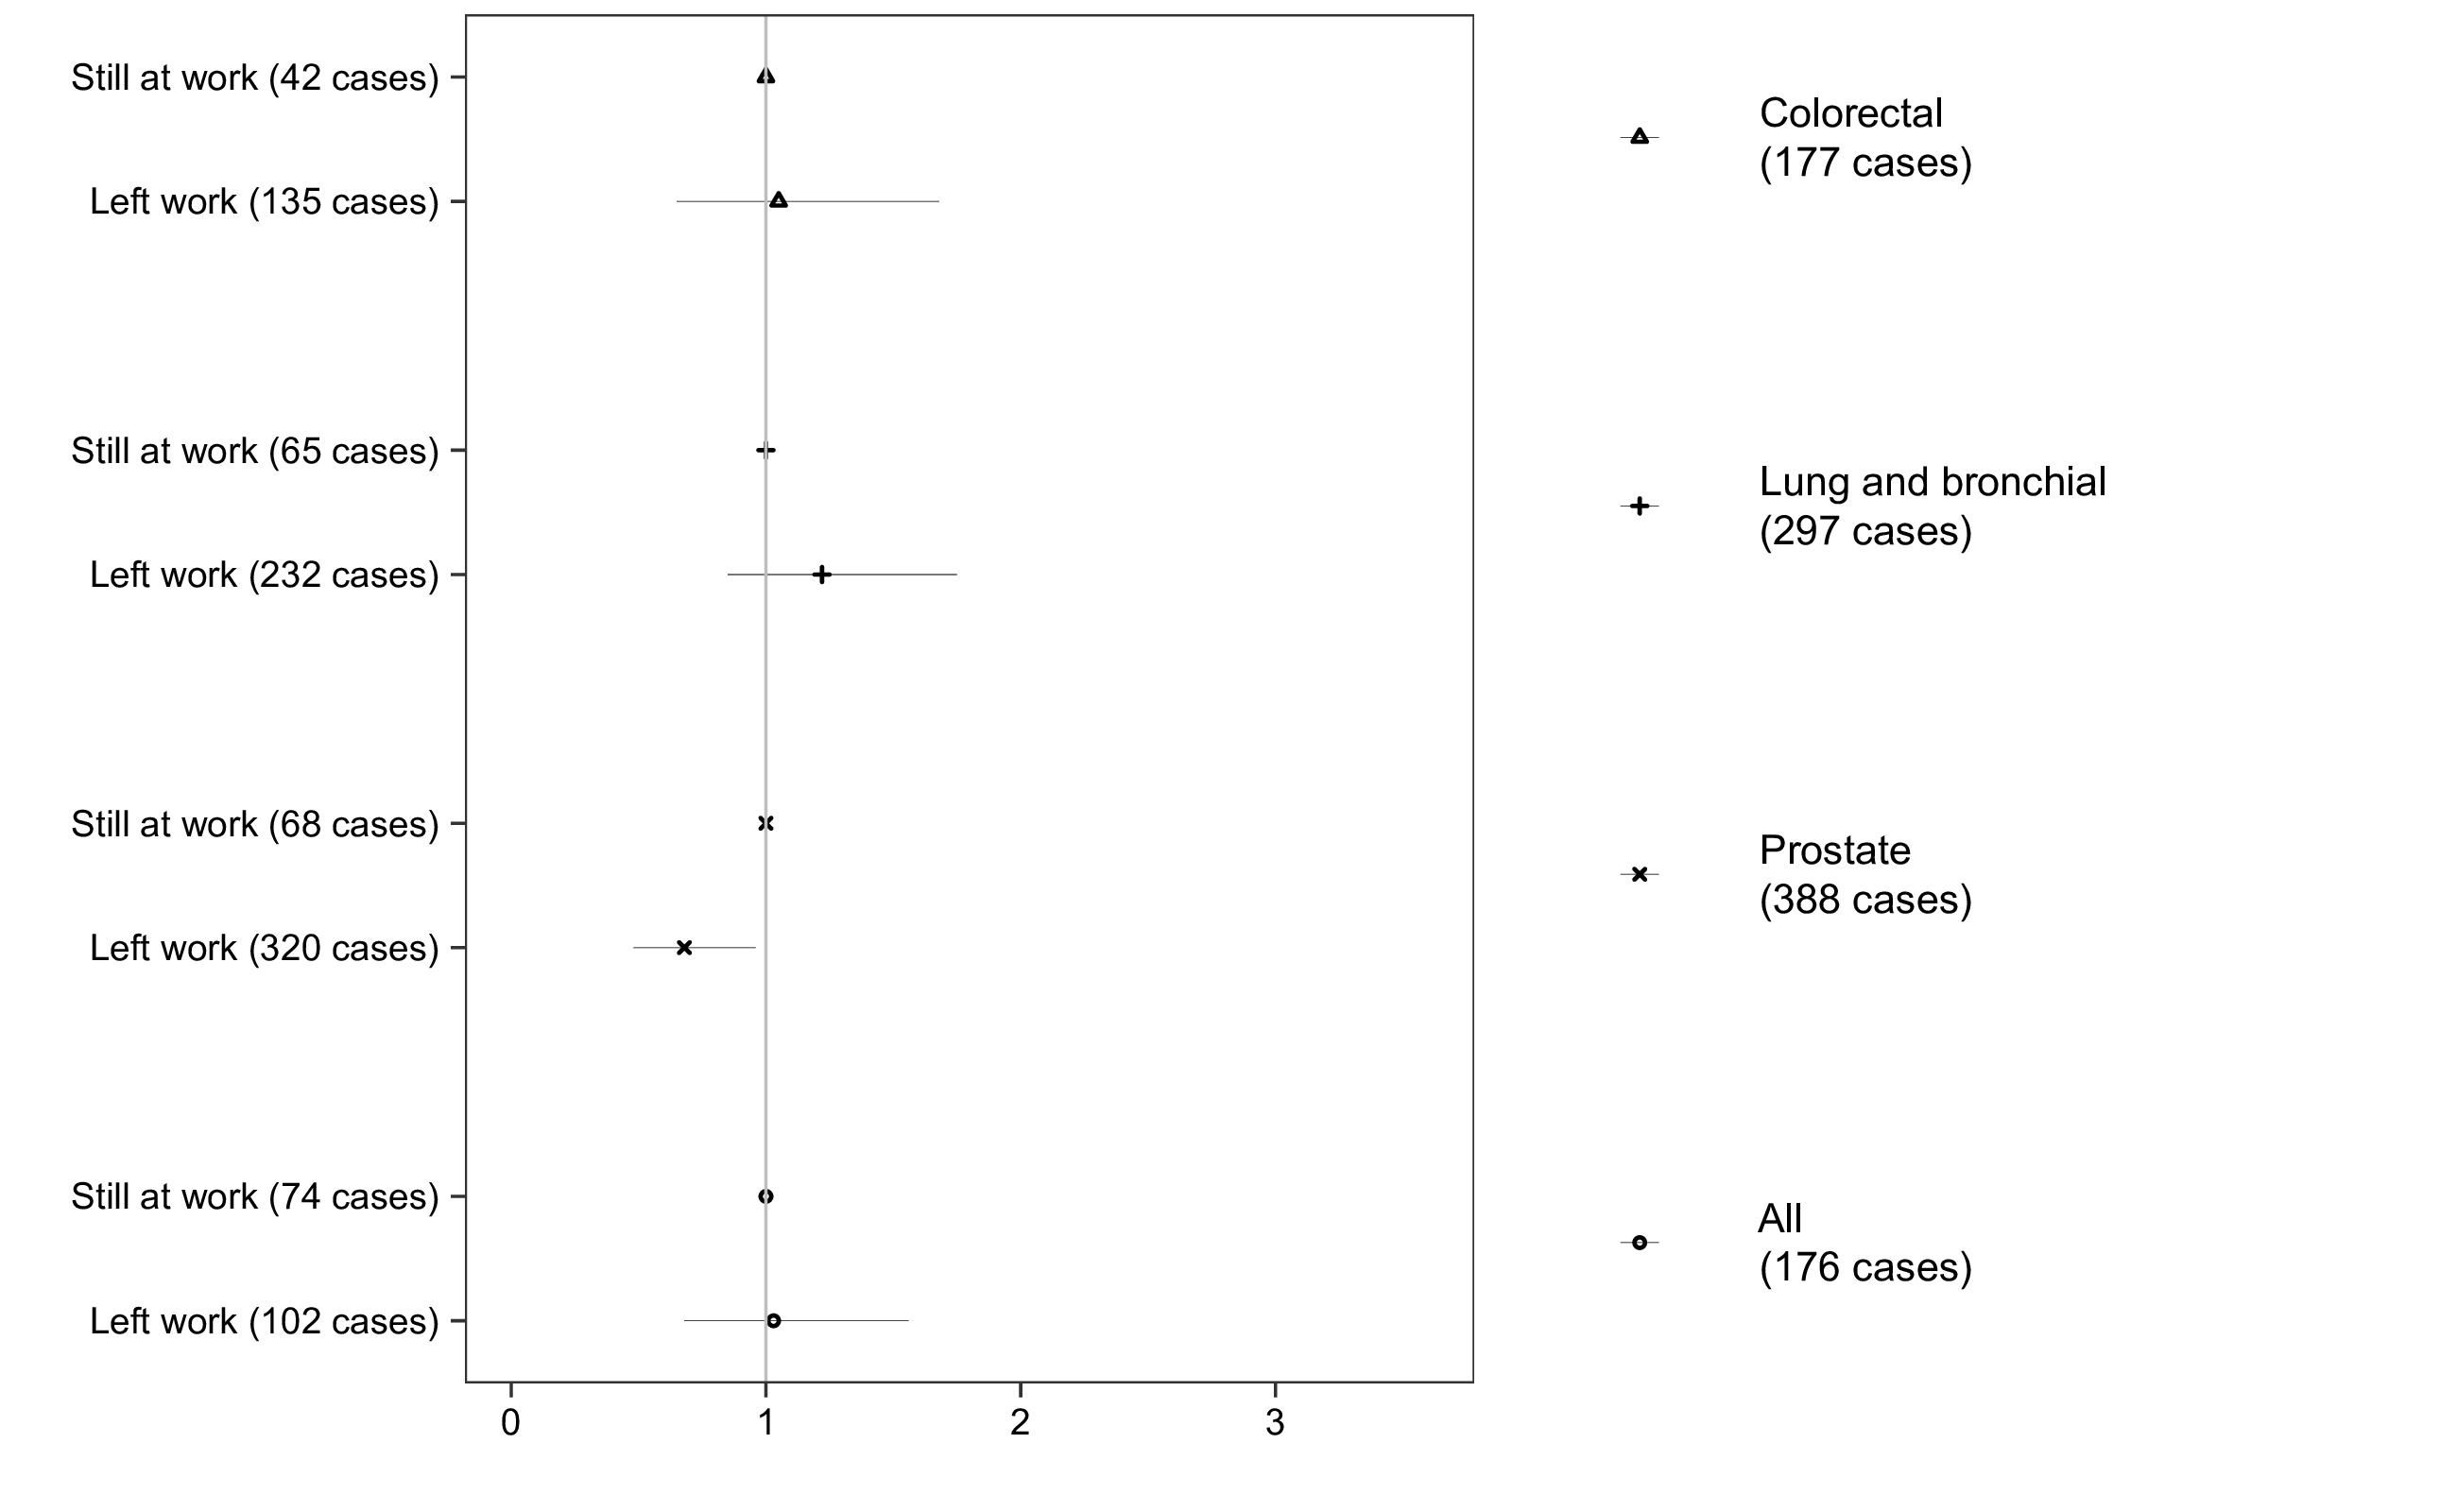 Still at work (42 cases)
Left work (135 cases)
Still at work (65 cases)
Left work (232 cases)
Still at work (68 cases)
Left work (320 cases)
Still at work (74 cases)
Left work (102 cases)
0
1
2
3
Colorectal
(177 cases)
Lung and bronchial
(297 cases)
Prostate
(388 cases)
All
(176 cases)